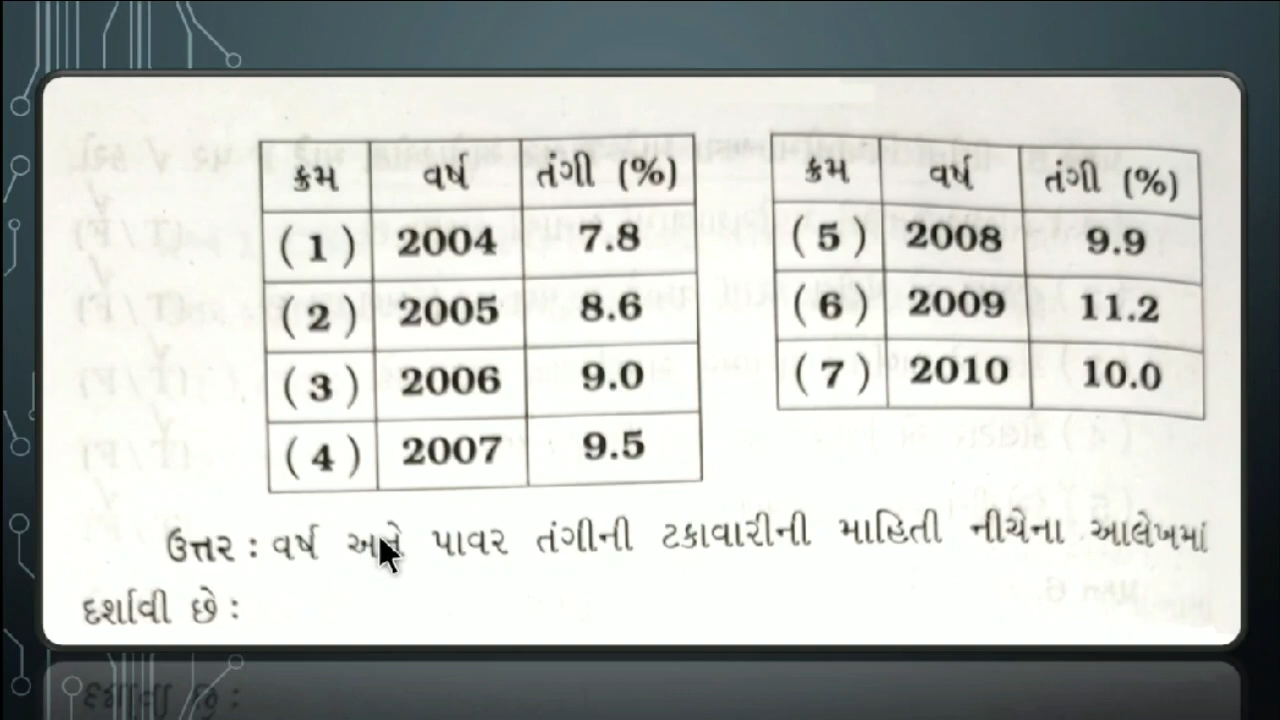 ક્રમ વર્ષ તંગી (%)
(1) 2004 7.8
(2) 2005 8.6
(3) 2006 9.0
(4) 2007 9.5
ક્રમ વર્ષ તંગી (%)
(5) 2008 9.9
(6) 2009 11.2
(7) 2010 10.0
ઉત્તર : વર્ષ અને પાવર તંગીની ટકાવારીની માહિતી નીચેના આલેખમાં
દર્શાવી છે :